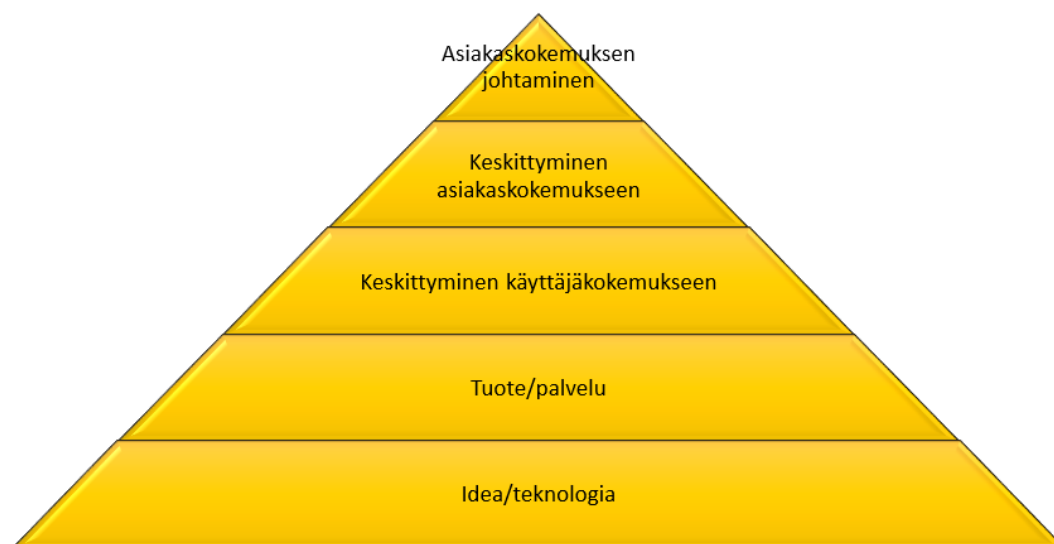 Asiakaskokemuksen
johtaminen
Keskittyminen
asiakaskokemukseen
Keskittyminen käyttäjäkokemukseen
Tuote/palvelu
Idea/teknologia